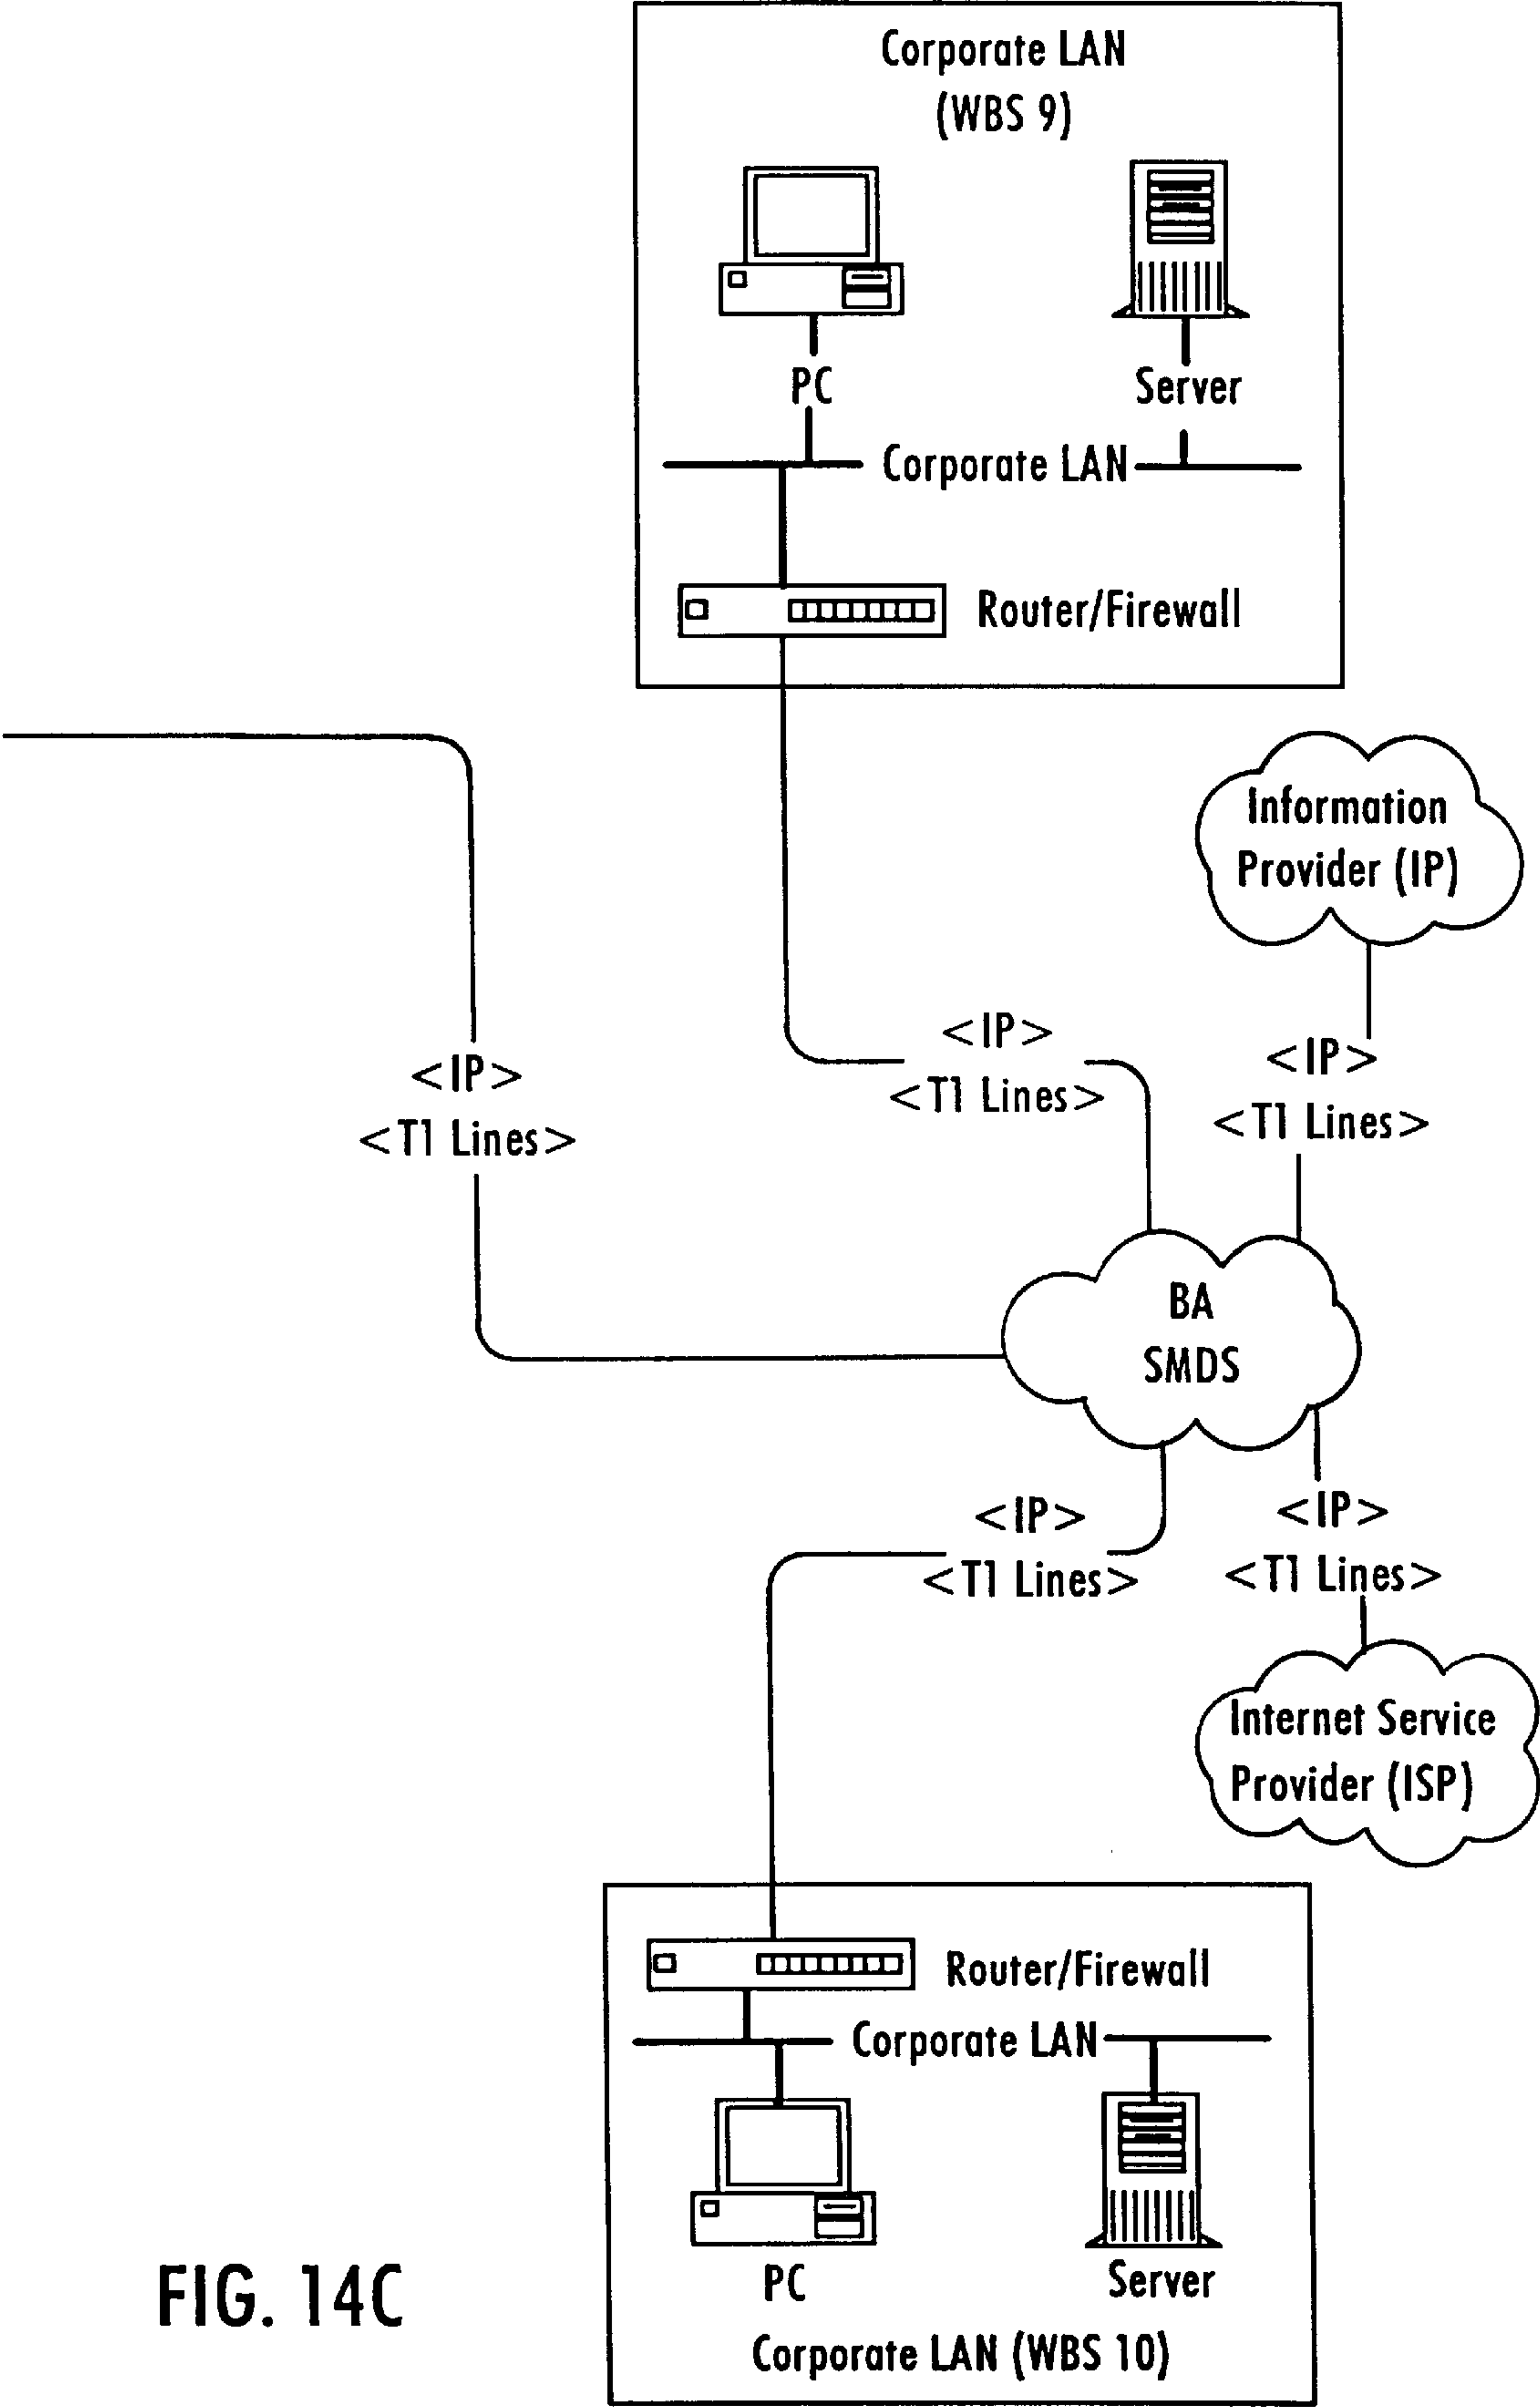 Corporate LAN
(WBS 9)
PC
Server
Corporate LAN
Router/Firewall
Information
Provider (IP)
<IP>
<T1 Lines>
<IP>
<T1 Lines>
<IP>
<T1 Lines>
BA
SMDS
<IP>
<T1 Lines>
<IP>
<T1 Lines>
Internet Service
Provider (ISP)
Router/Firewall
Corporate LAN
PC
Server
Corporate LAN (WBS 10)
FIG. 14C